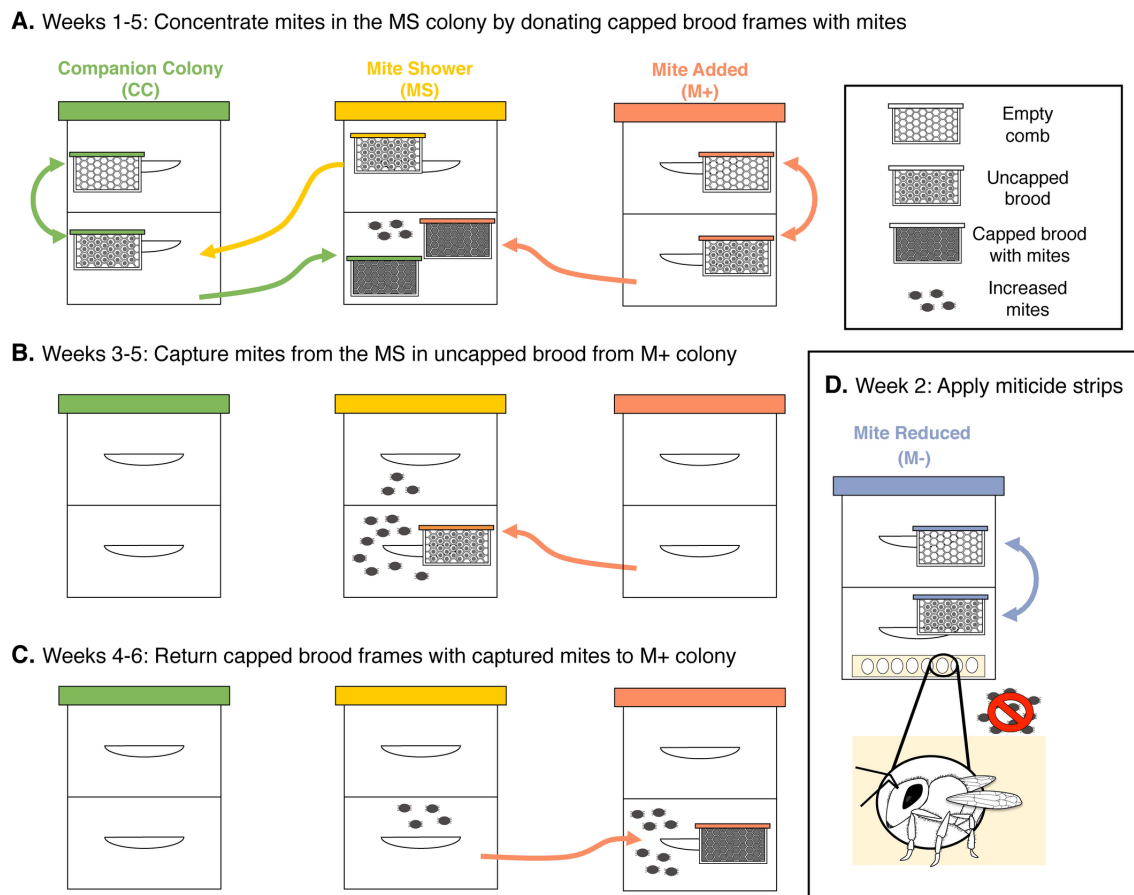 A. Weeks 1-5: Concentrate mites in the MS colony by donating capped brood frames with mites
Companion Colony
(CC)
Mite Shower
(MS)
Mite Added
(M+)
Empty
comb
Uncapped
brood
Capped brood
with mites
Increased
mites
B. Weeks 3-5: Capture mites from the MS in uncapped brood from M+ colony
D. Week 2: Apply miticide strips
Mite Reduced
(M-)
C. Weeks 4-6: Return capped brood frames with captured mites to M+ colony